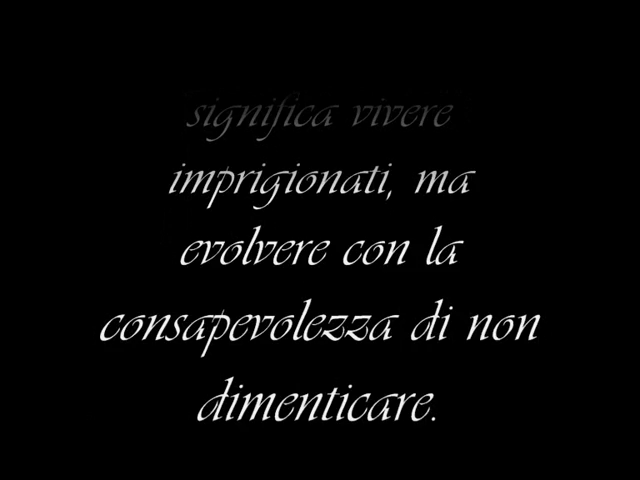 significa vivere
imprigionati, ma
evolvere con la
consapevolezza di non
dimenticare.